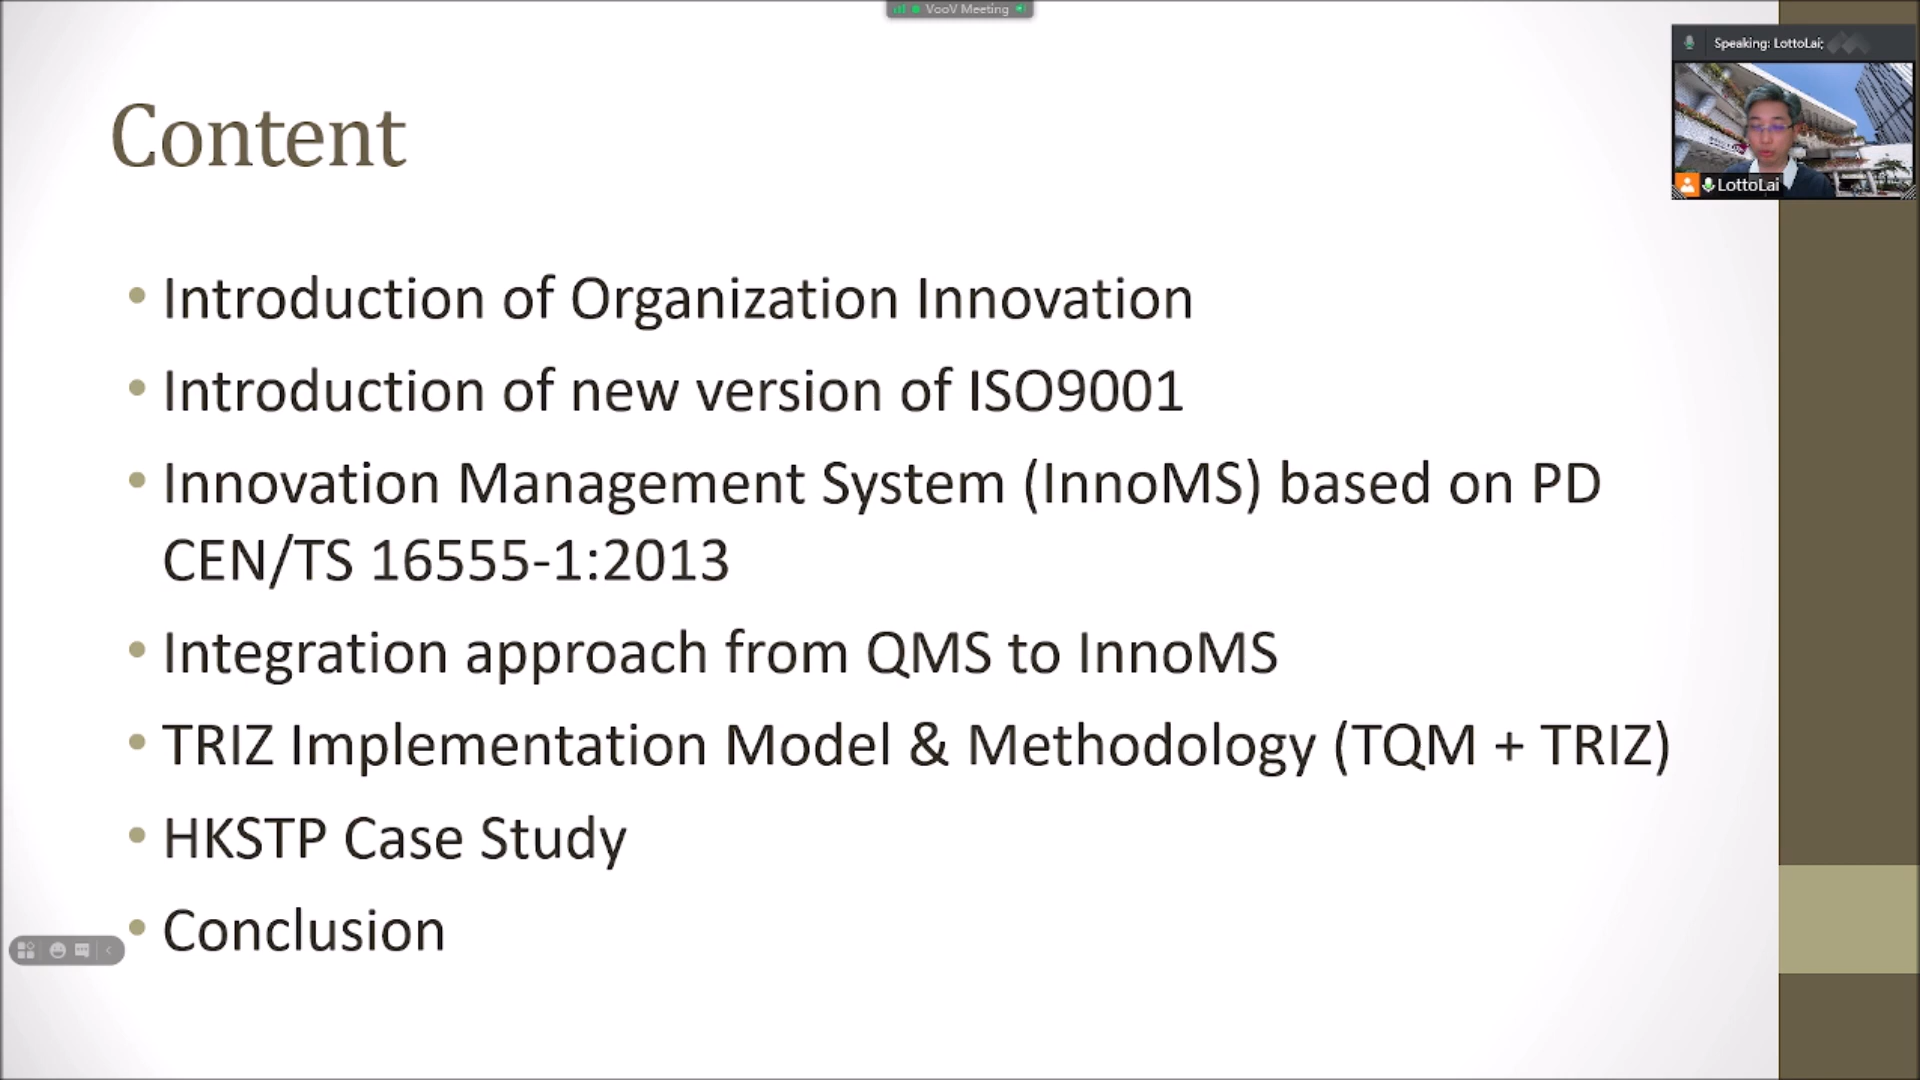 VooV Meeting
Speaking: LottoLai;
Content
LottoLai
• Introduction of Organization Innovation
• Introduction of new version of ISO9001
• Innovation Management System (InnoMS) based on PD
CEN/TS 16555-1:2013
• Integration approach from QMS to InnoMS
• TRIZ Implementation Model & Methodology (TQM + TRIZ)
• HKSTP Case Study
• Conclusion